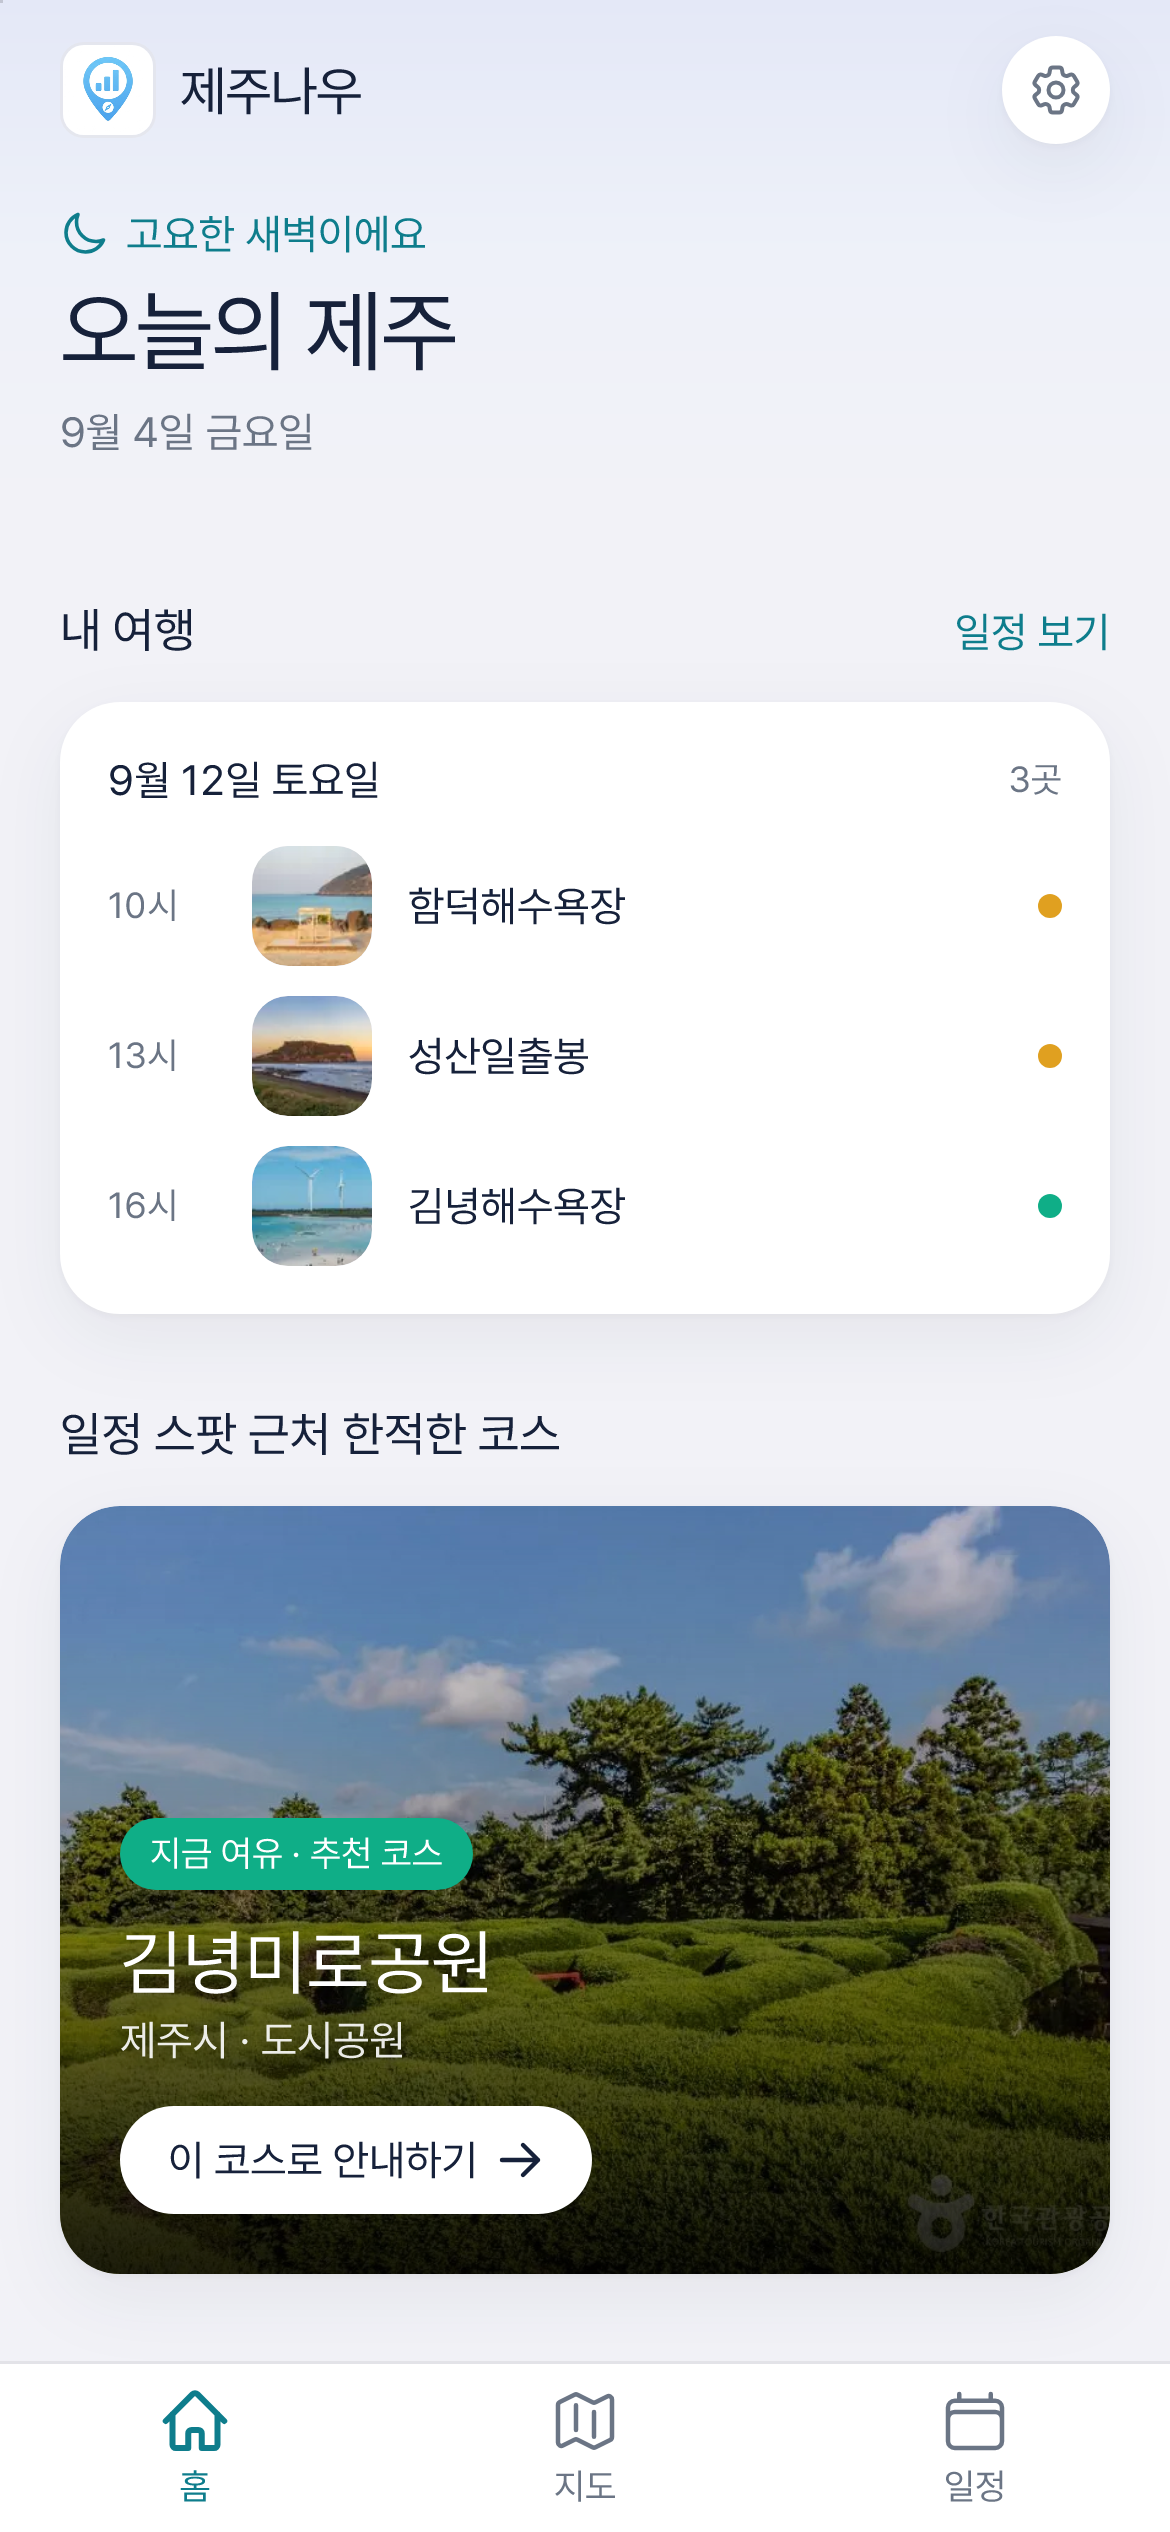 제주나우
고요한 새벽이에요
오늘의 제주
9월 4일 금요일
내 여행
일정 보기
9월 12일 토요일
3곳
10시
함덕해수욕장
13시
성산일출봉
16시
김녕해수욕장
일정 스팟 근처 한적한 코스
지금 여유 · 추천 코스
김녕미로공원
제주시 · 도시공원
이 코스로 안내하기
한국관광공
홈
지도
일정